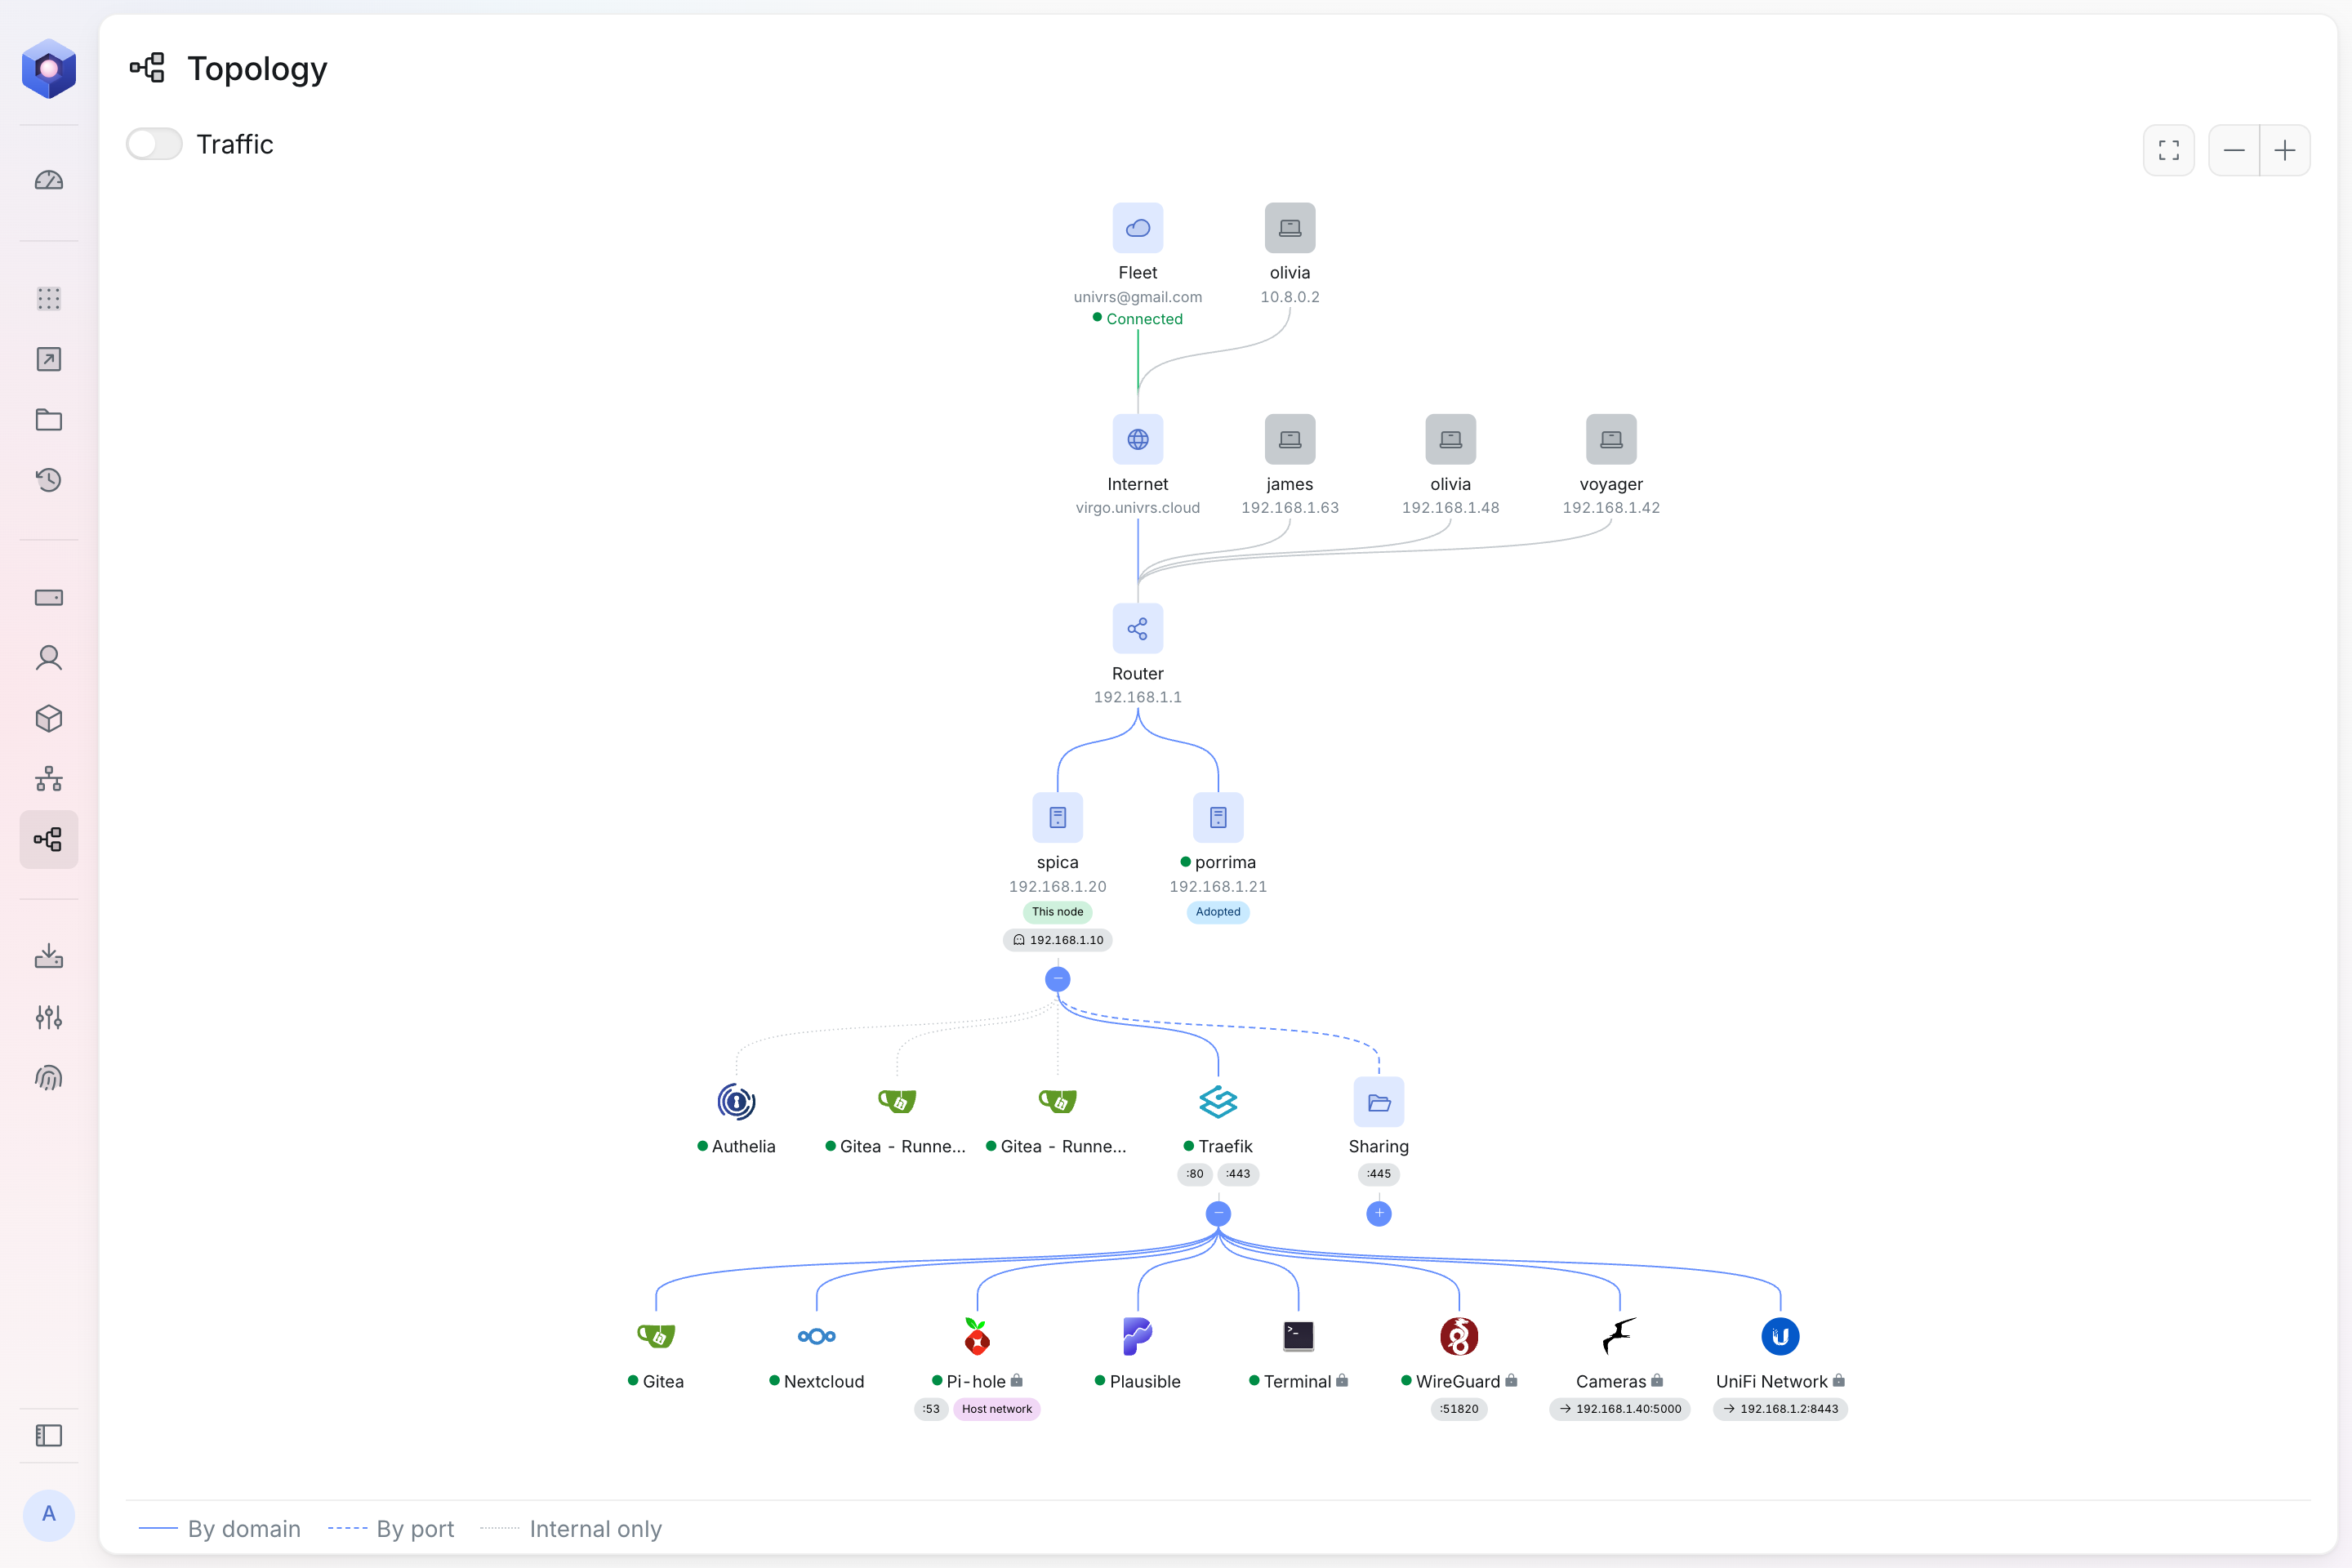 Topology
Traffic
Fleet
univrs@gmail.com
Connected
olivia
10.8.0.2
Internet
virgo.univrs.cloud
james
192.168.1.63
olivia
192.168.1.48
voyager
192.168.1.42
Router
192.168.1.1
spica
192.168.1.20
This node
192.168.1.10
porrima
192.168.1.21
Adopted
Authelia
Gitea - Runne...
Gitea - Runne...
Traefik
:80 :443
Sharing
:445
Gitea
Nextcloud
Pi-hole
:53 Host network
Plausible
>_
Terminal
WireGuard
:51820
Cameras
→ 192.168.1.40:5000
U
UniFi Network
→ 192.168.1.2:8443
A
By domain By port Internal only